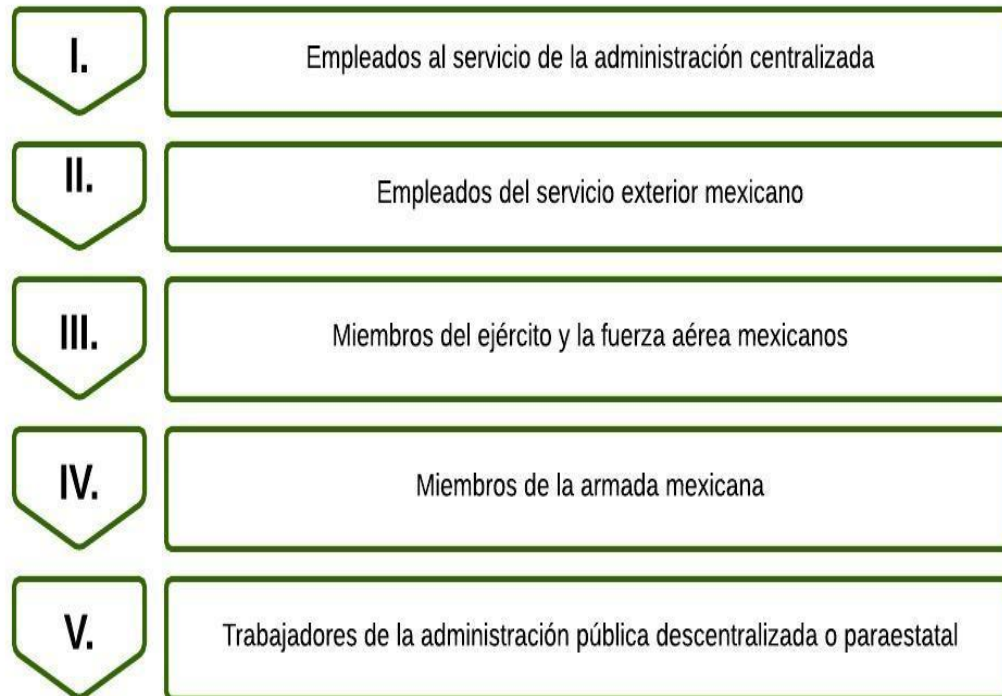 I.
Empleados al servicio de la administración centralizada
II.
Empleados del servicio exterior mexicano
III.
Miembros del ejército y la fuerza aérea mexicanos
IV.
Miembros de la armada mexicana
V.
Trabajadores de la administración pública descentralizada o paraestatal